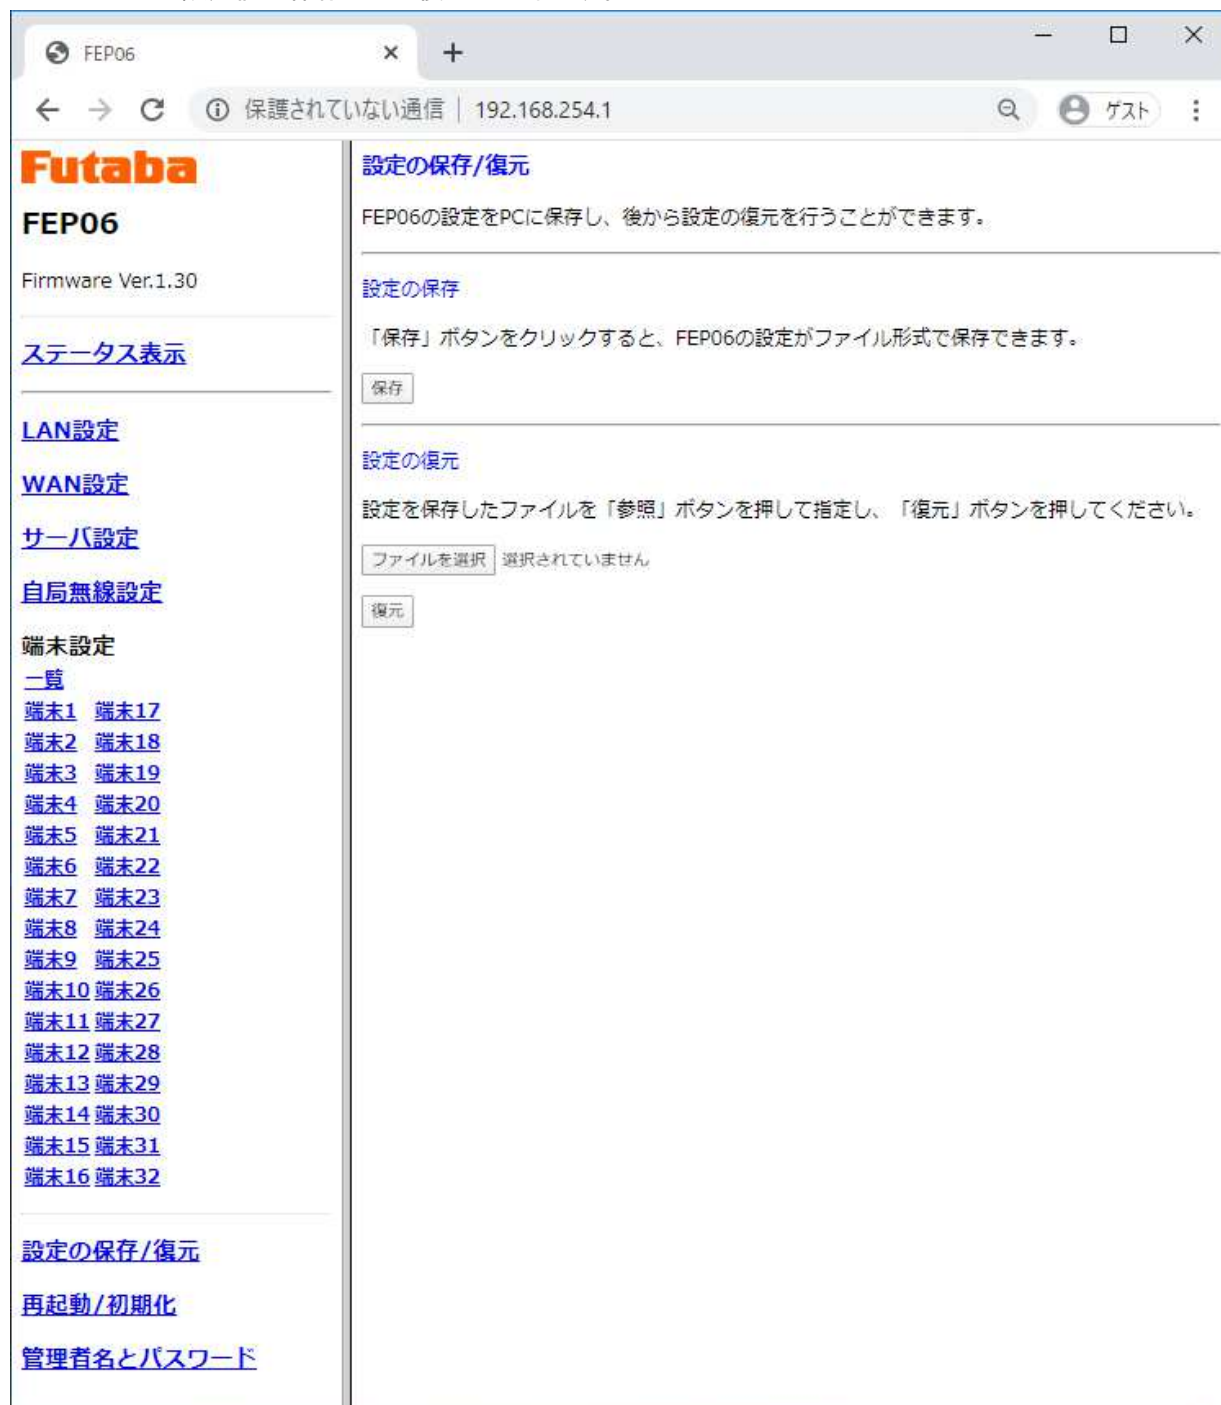 FEP06
保護されていない通信 | 192.168.254.1
ゲスト
Futaba
FEP06
Firmware Ver.1.30
ステータス表示
LAN設定
WAN設定
サーバ設定
自局無線設定
端末設定
一覧
端末1 端末17
端末2 端末18
端末3 端末19
端末4 端末20
端末5 端末21
端末6 端末22
端末7 端末23
端末8 端末24
端末9 端末25
端末10 端末26
端末11 端末27
端末12 端末28
端末13 端末29
端末14 端末30
端末15 端末31
端末16 端末32
設定の保存/復元
再起動/初期化
管理者名とパスワード
設定の保存/復元
FEP06の設定をPCに保存し、後から設定の復元を行うことができます。
設定の保存
「保存」ボタンをクリックすると、FEP06の設定がファイル形式で保存できます。
保存
設定の復元
設定を保存したファイルを「参照」ボタンを押して指定し、「復元」ボタンを押してください。
ファイルを選択 選択されていません
復元